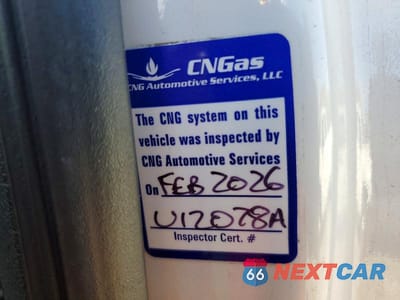 CNGas
CNG Automotive Services, LLC
The CNG system on this
vehicle was inspected by
CNG Automotive Services
On FEB 2026
U12028A
Inspector Cert. #
66 NEXTCAR